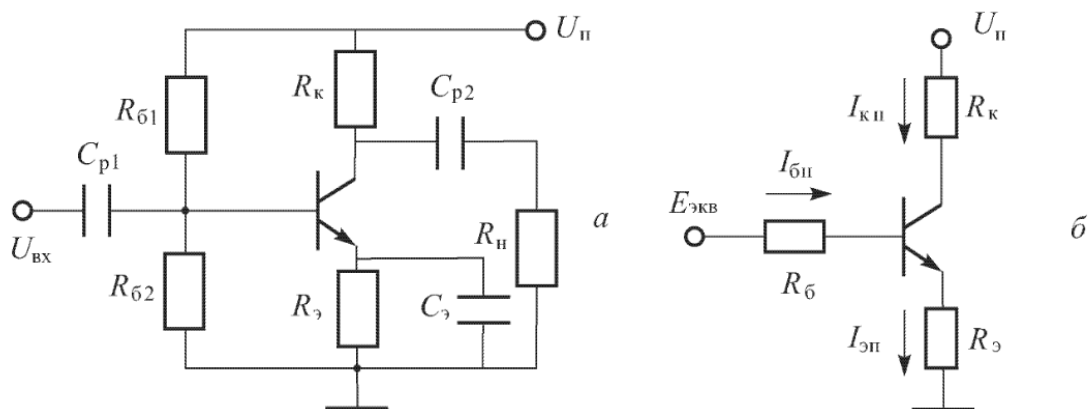 Uп
Rб1
Rк
Cр2
Cр1
Uвх
Rб2
Rэ
Cэ
Rн
а
Uп
Iкп
Rк
Iбп
Eэкв
Rб
б
Iэп
Rэ